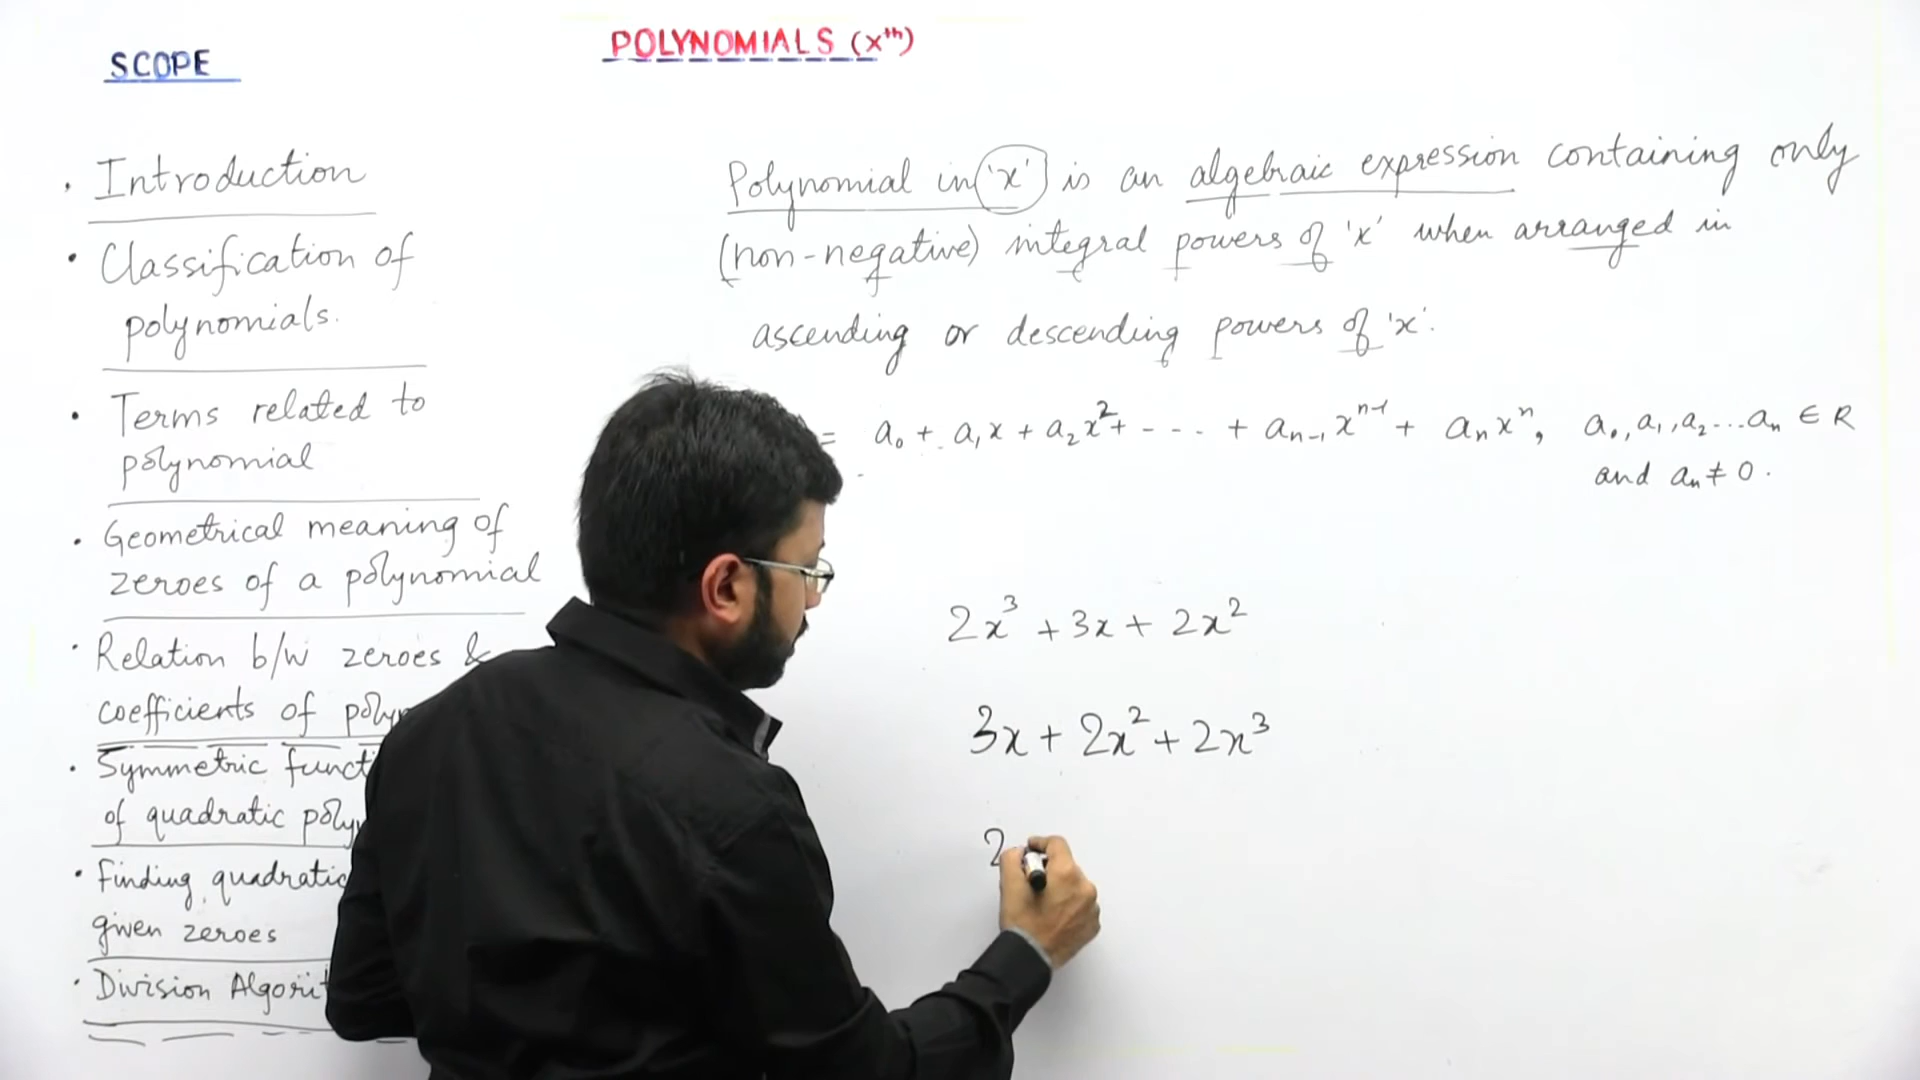 POLYNOMIALS (Xth)
SCOPE
• Introduction
• Classification of
polynomials.
• Terms related to
polynomial
• Geometrical meaning of
zeroes of a polynomial
• Relation b/w zeroes &
coefficients of
• Symmetric
of quadratic
• Finding quadratic
given zeroes
• Division
Polynomial in 'x' is an algebraic expression containing only
(non-negative) integral powers of 'x' when arranged in
ascending or descending powers of 'x'.
= a₀ + a₁x + a₂x² + - - - - + aₙ₋₁xⁿ⁻¹ + aₙxⁿ, a₀, a₁, a₂...aₙ ∈ R
and aₙ ≠ 0.
2x³ + 3x + 2x²
3x + 2x² + 2x³
2